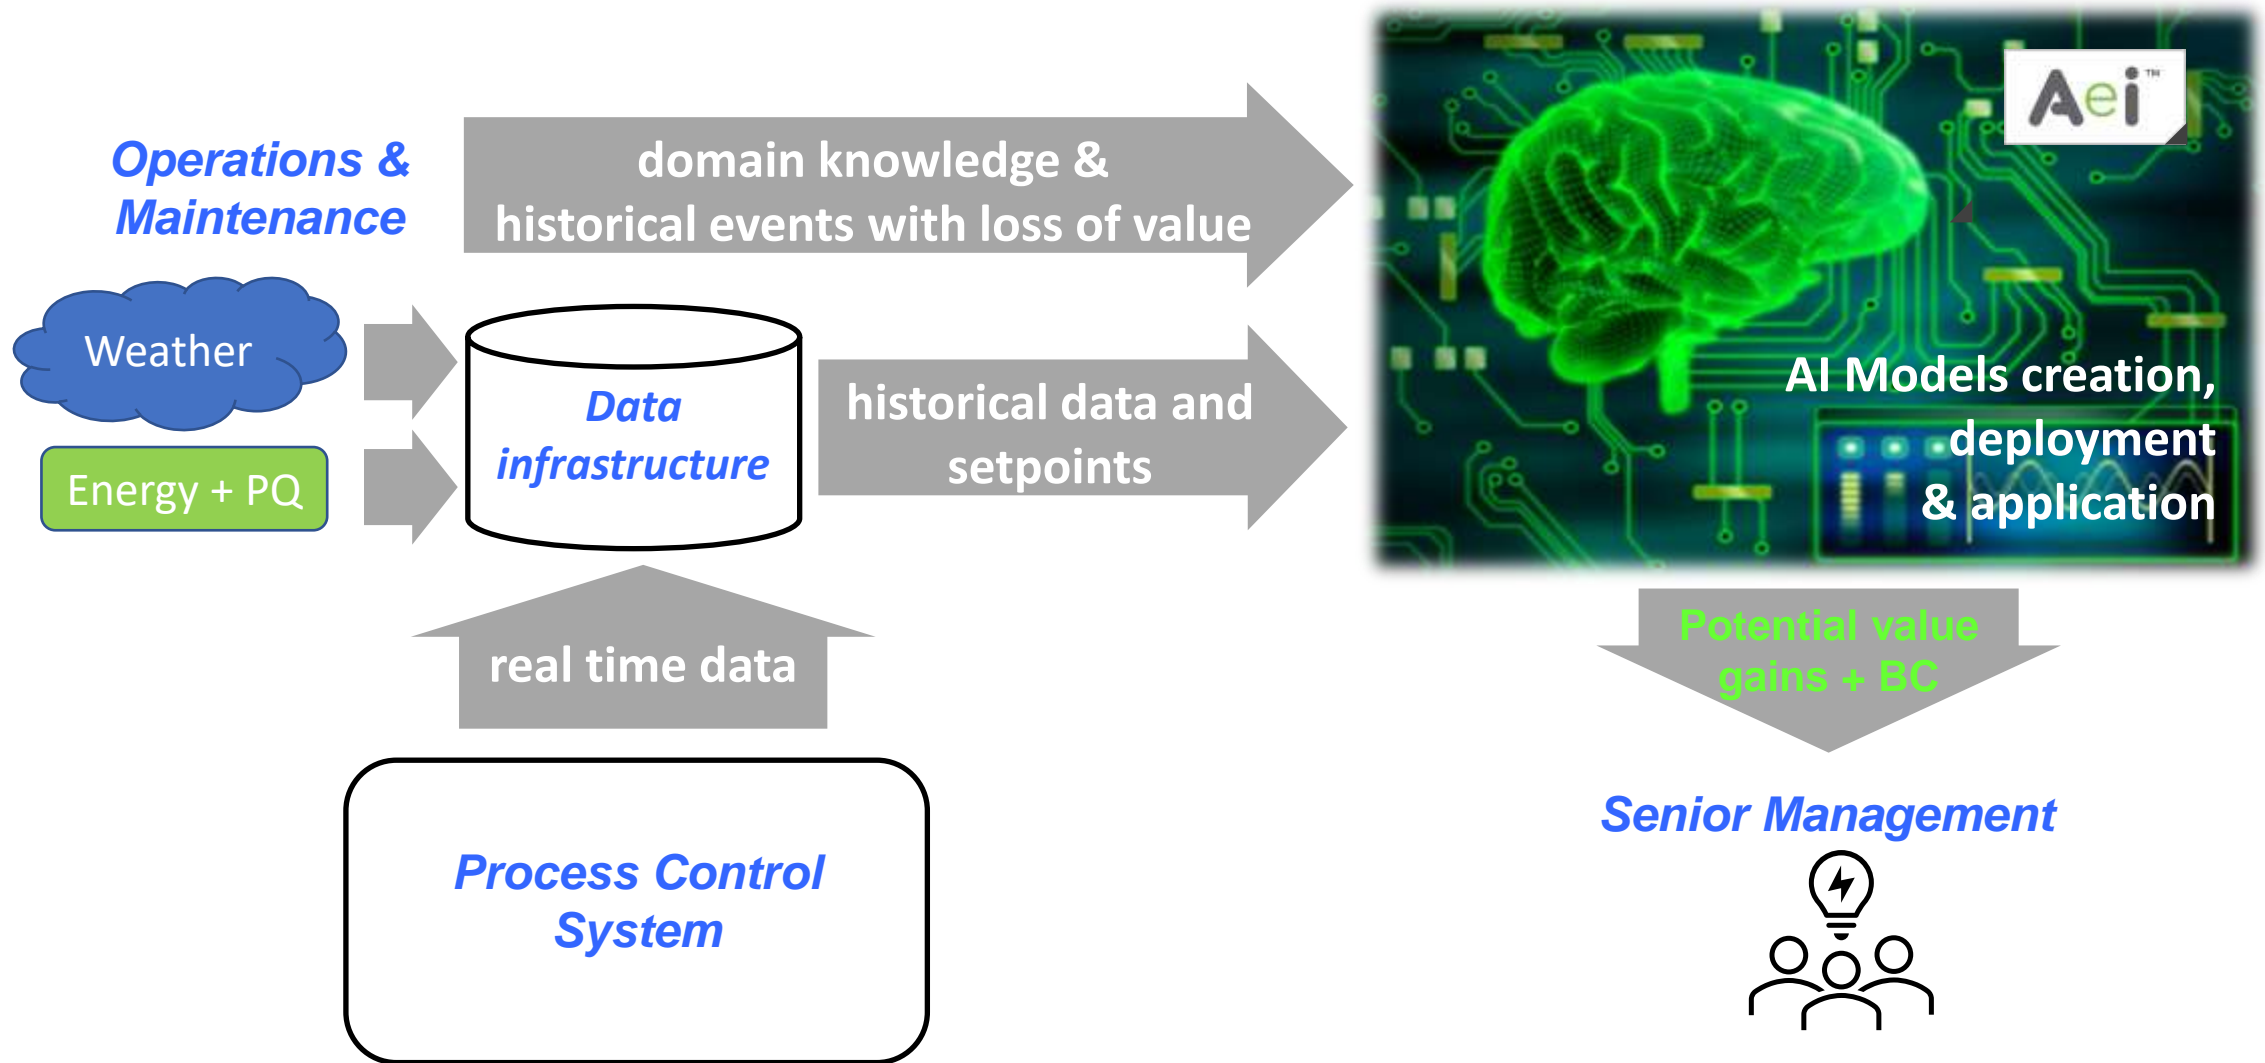 Operations &
Maintenance
domain knowledge &
historical events with loss of value
Aei™
Weather
Energy + PQ
Data
infrastructure
historical data and
setpoints
AI Models creation,
deployment
& application
real time data
Potential value
gains + BC
Process Control
System
Senior Management